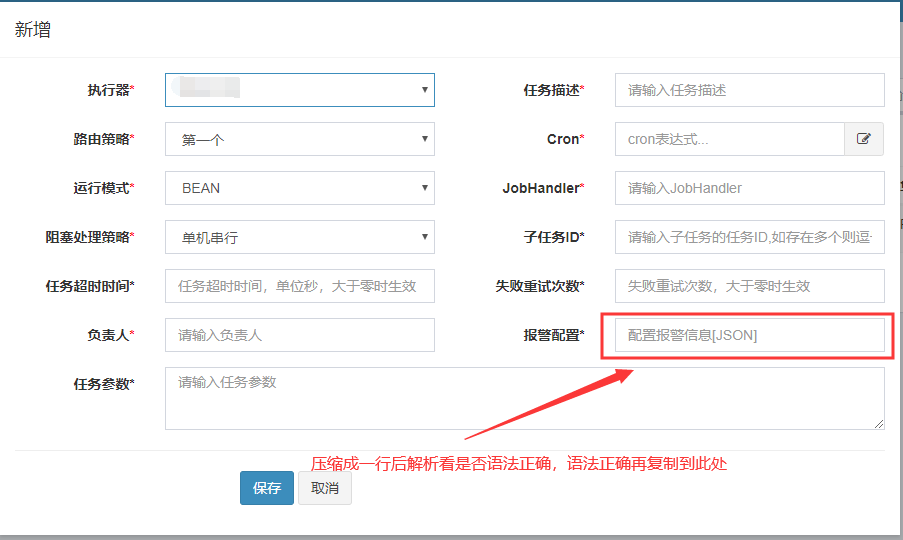 新增
执行器*
任务描述* 请输入任务描述
路由策略* 第一个
Cron* cron表达式...
运行模式* BEAN
JobHandler* 请输入JobHandler
阻塞处理策略* 单机串行
子任务ID* 请输入子任务的任务ID,如存在多个则逗
任务超时时间* 任务超时时间，单位秒，大于零时生效
失败重试次数* 失败重试次数，大于零时生效
负责人* 请输入负责人
报警配置* 配置报警信息[JSON]
任务参数* 请输入任务参数
压缩成一行后解析看是否语法正确，语法正确再复制到此处
保存 取消